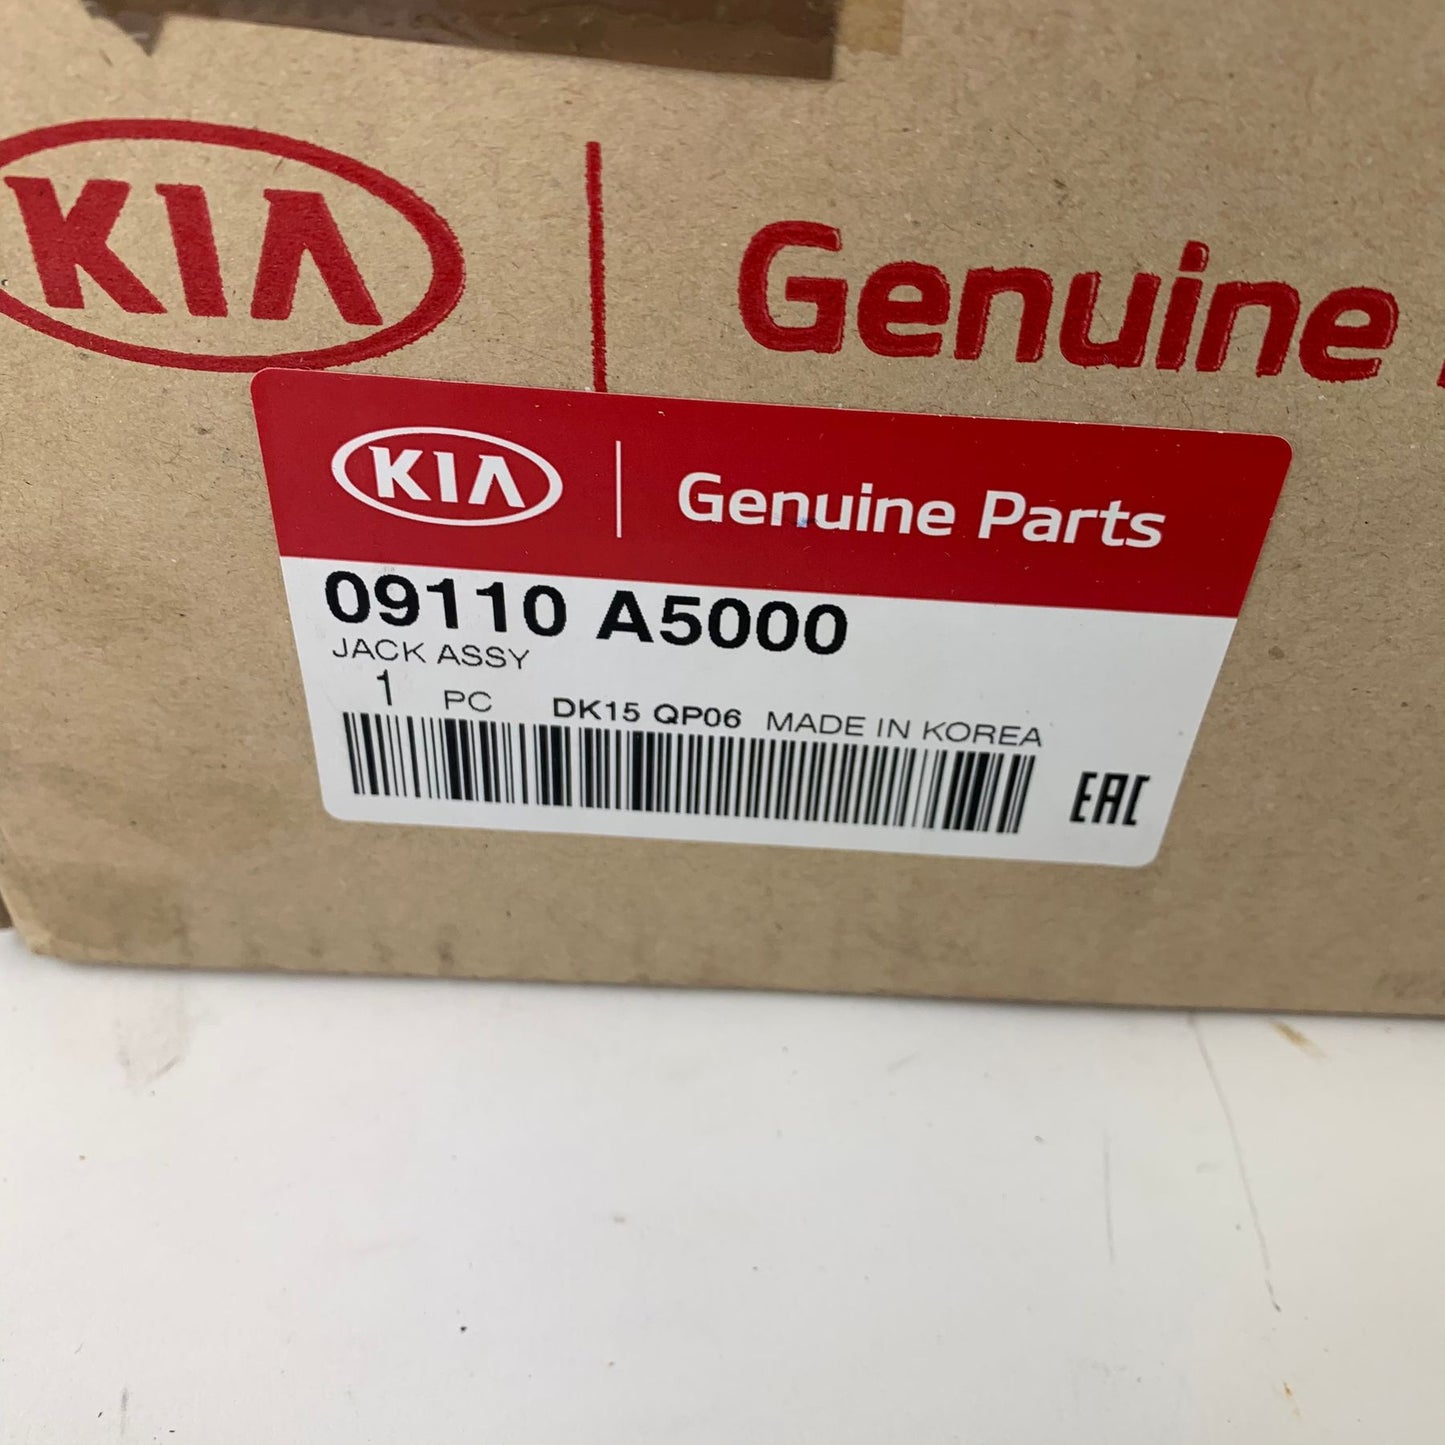 KIA Genuine
KIA Genuine Parts
09110 A5000
JACK ASSY
1 PC DK15 QP06 MADE IN KOREA
EAC